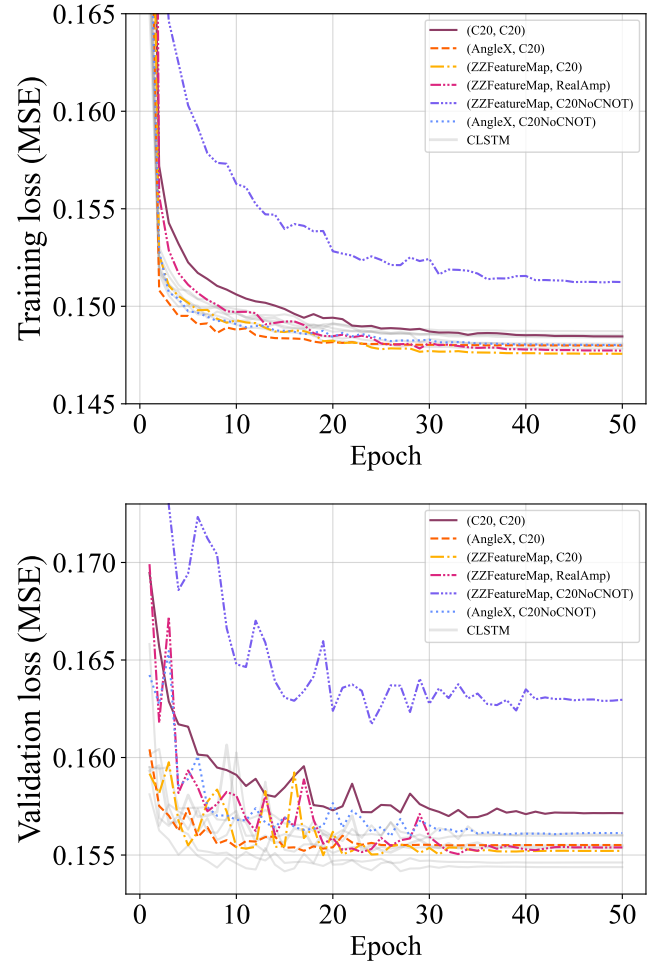 0.165
0.160
0.155
0.150
0.145
Training loss (MSE)
(C20, C20)
(AngleX, C20)
(ZZFeatureMap, C20)
(ZZFeatureMap, RealAmp)
(ZZFeatureMap, C20NoCNOT)
(AngleX, C20NoCNOT)
CLSTM
0 10 20 30 40 50
Epoch
0.170
0.165
0.160
0.155
Validation loss (MSE)
(C20, C20)
(AngleX, C20)
(ZZFeatureMap, C20)
(ZZFeatureMap, RealAmp)
(ZZFeatureMap, C20NoCNOT)
(AngleX, C20NoCNOT)
CLSTM
0 10 20 30 40 50
Epoch